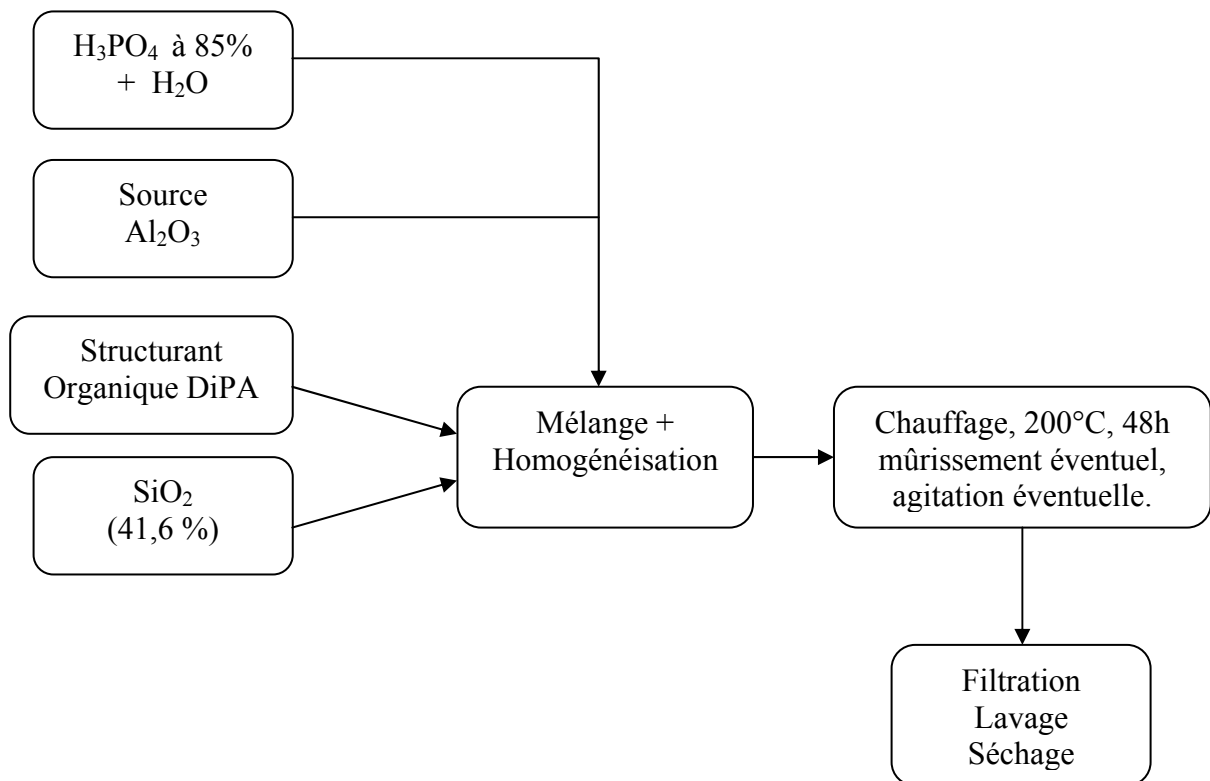 H₃PO₄ à 85%
+ H₂O
Source
Al₂O₃
Structurant
Organique DiPA
SiO₂
(41,6 %)
Mélange +
Homogénéisation
Chauffage, 200°C, 48h
mûrissement éventuel,
agitation éventuelle.
Filtration
Lavage
Séchage